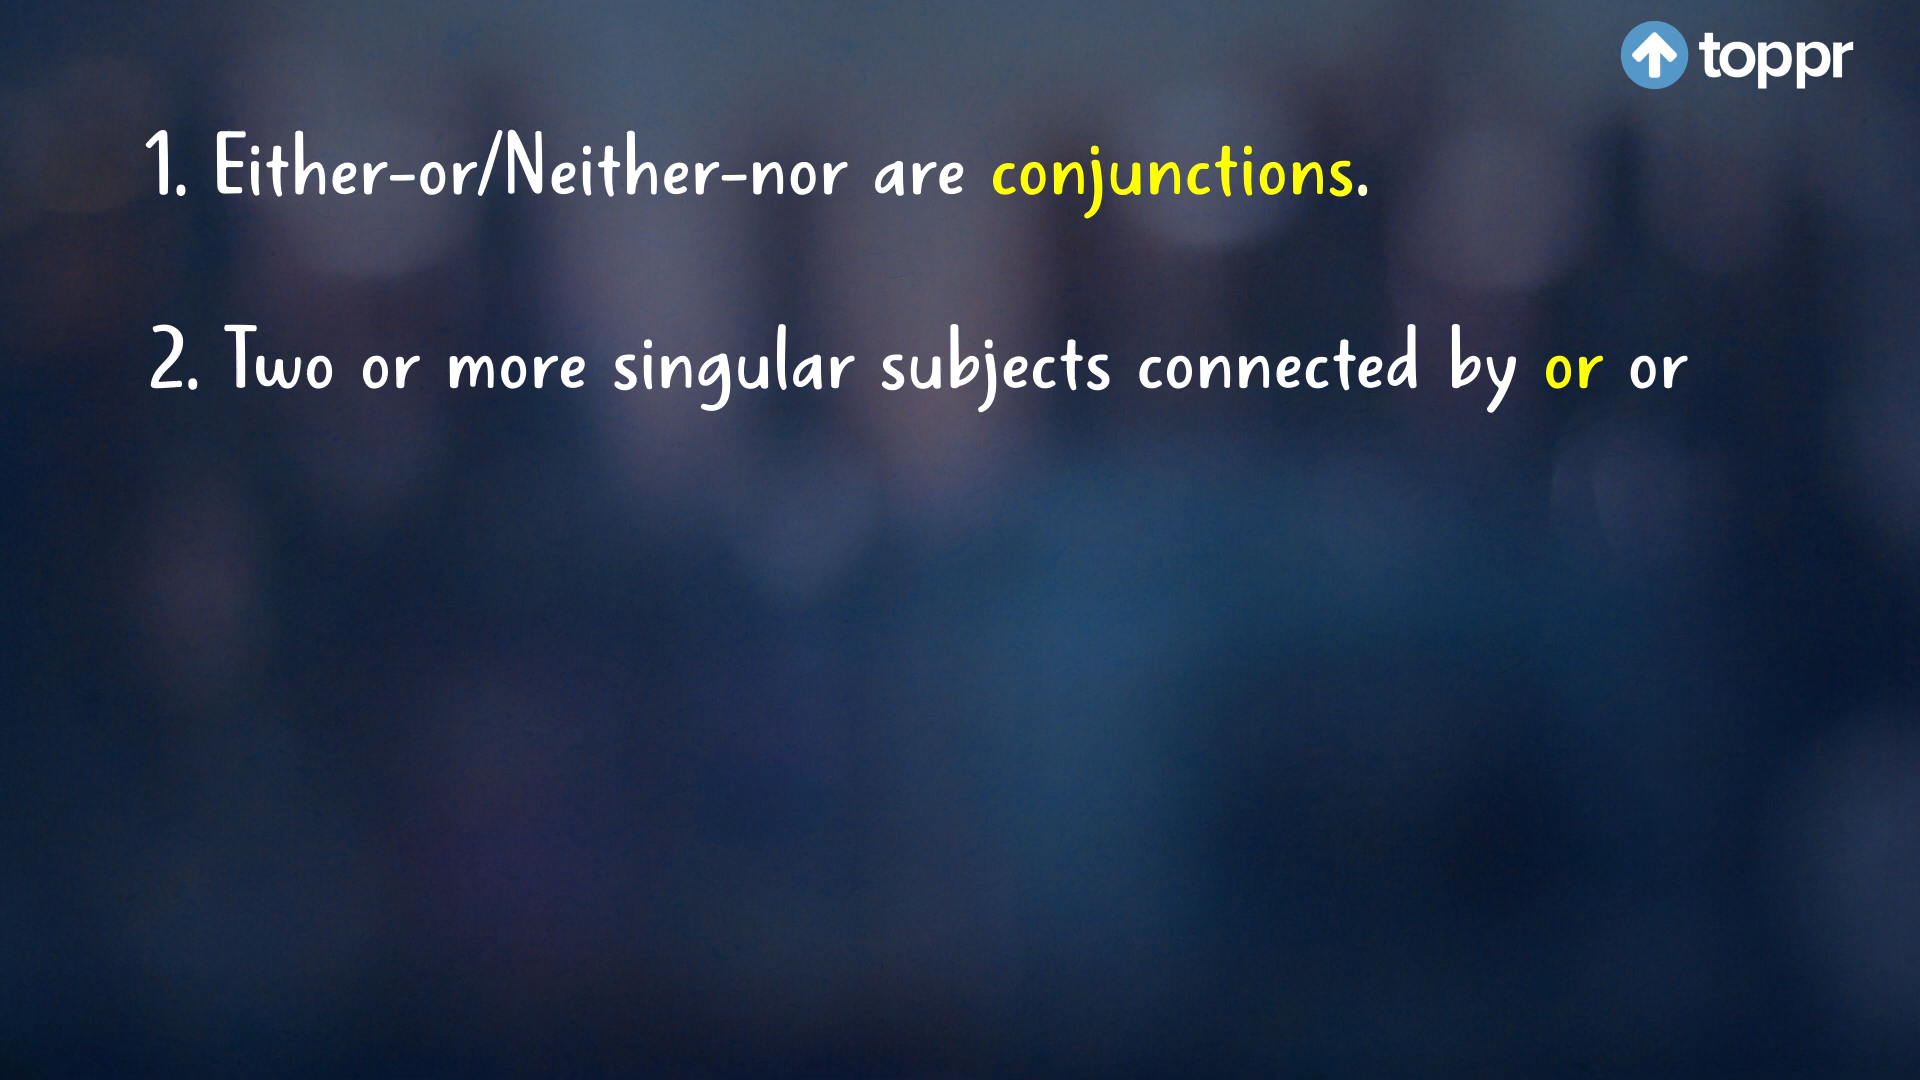 toppr
1. Either-or/Neither-nor are conjunctions.
2. Two or more singular subjects connected by or or